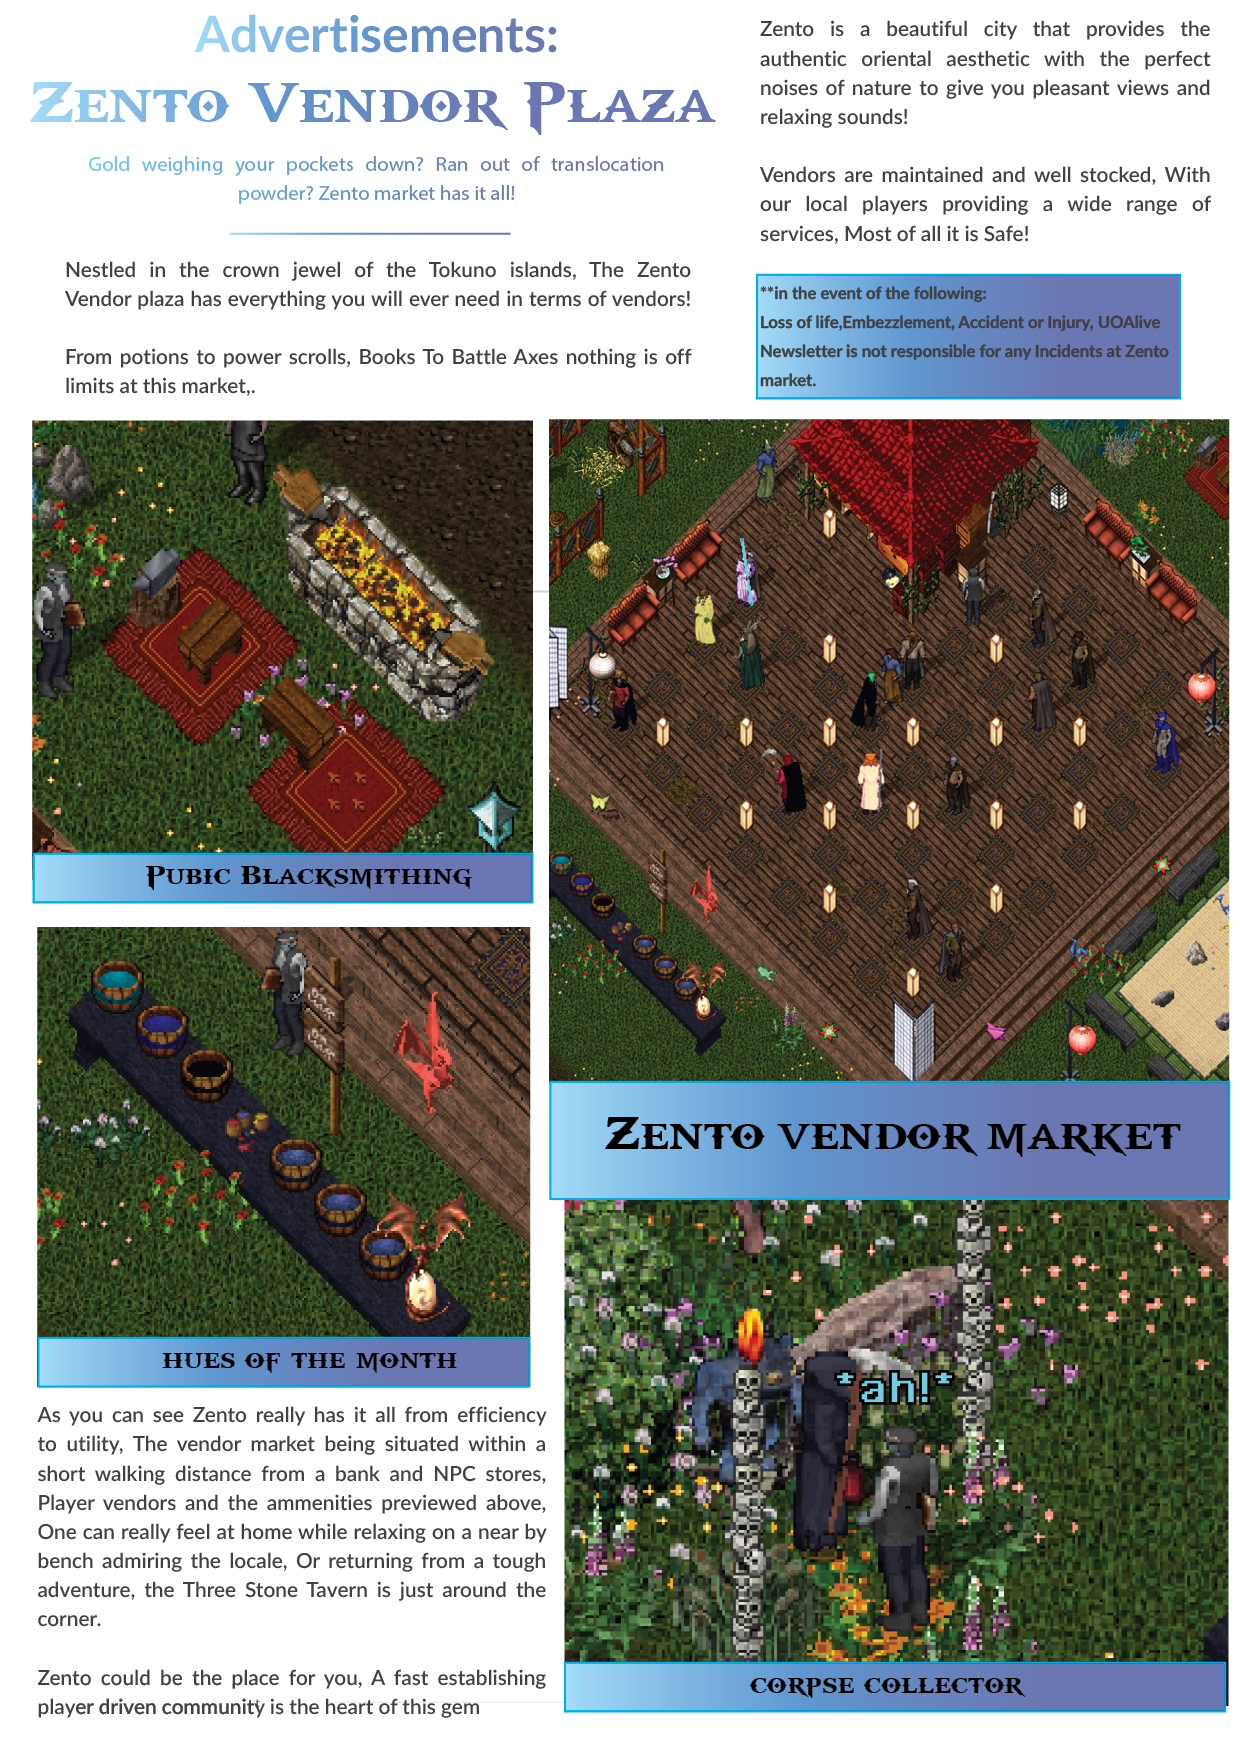 Advertisements:
Zento Vendor Plaza
Gold weighing your pockets down? Ran out of translocation
powder? Zento market has it all!
Nestled in the crown jewel of the Tokuno islands, The Zento
Vendor plaza has everything you will ever need in terms of vendors!
From potions to power scrolls, Books To Battle Axes nothing is off
limits at this market,.
Zento is a beautiful city that provides the
authentic oriental aesthetic with the perfect
noises of nature to give you pleasant views and
relaxing sounds!
Vendors are maintained and well stocked, With
our local players providing a wide range of
services, Most of all it is Safe!
**in the event of the following:
Loss of life,Embezzlement, Accident or Injury, UOAlive
Newsletter is not responsible for any Incidents at Zento
market.
Pubic Blacksmithing
Zento vendor market
hues of the month
*ah!*
corpse collector
As you can see Zento really has it all from efficiency
to utility, The vendor market being situated within a
short walking distance from a bank and NPC stores,
Player vendors and the ammenities previewed above,
One can really feel at home while relaxing on a near by
bench admiring the locale, Or returning from a tough
adventure, the Three Stone Tavern is just around the
corner.
Zento could be the place for you, A fast establishing
player driven community is the heart of this gem